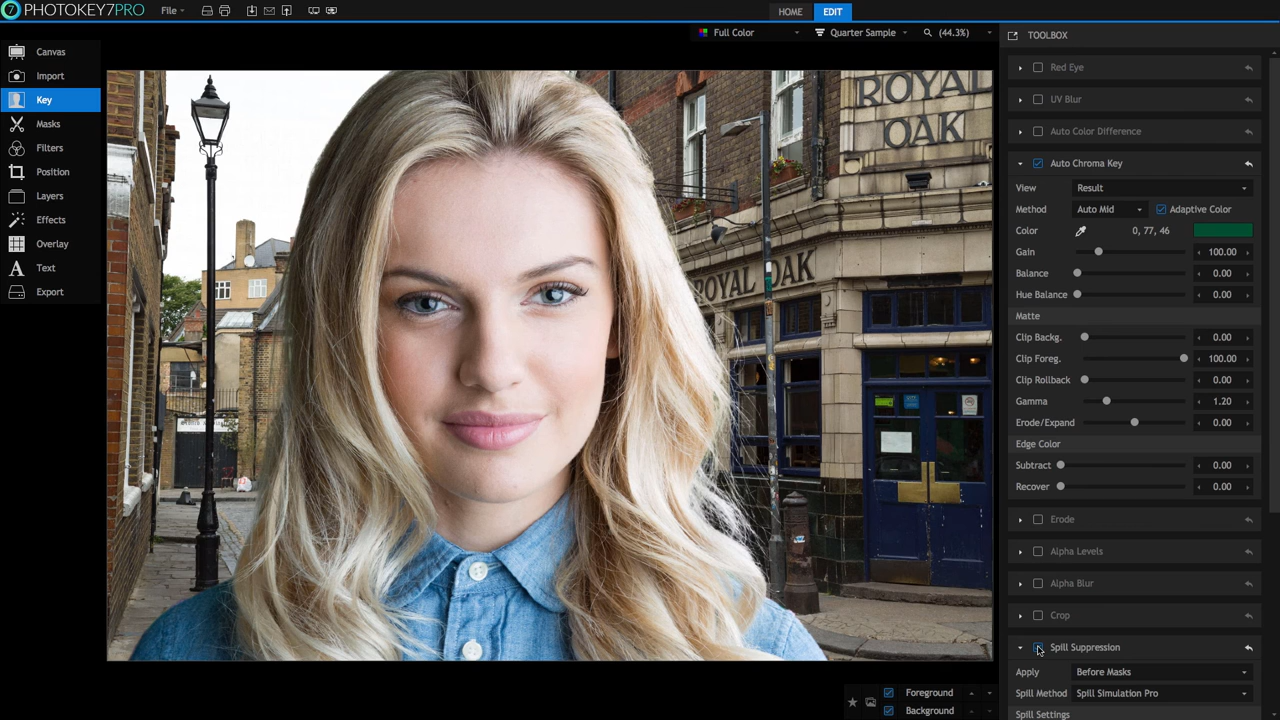 7 PHOTOKEY7PRO File HOME EDIT
Full Color Quarter Sample (44.3%)
TOOLBOX
Canvas
Import
Key
Masks
Filters
Position
Layers
Effects
Overlay
Text
Export
ROYAL
OAK
ROYAL OAK
Red Eye
UV Blur
Auto Color Difference
Auto Chroma Key
View Result
Method Auto Mid Adaptive Color
Color 0, 77, 46
Gain 100.00
Balance 0.00
Hue Balance 0.00
Matte
Clip Backg. 0.00
Clip Foreg. 100.00
Clip Rollback 0.00
Gamma 1.20
Erode/Expand 0.00
Edge Color
Subtract 0.00
Recover 0.00
Erode
Alpha Levels
Alpha Blur
Crop
Spill Suppression
Apply Before Masks
Spill Method Spill Simulation Pro
Spill Settings
Foreground
Background